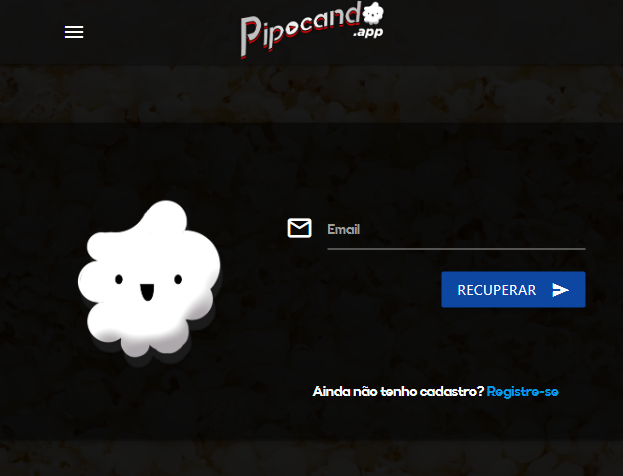 Pipocando
.app
Email
RECUPERAR
Ainda não tenho cadastro? Registre-se